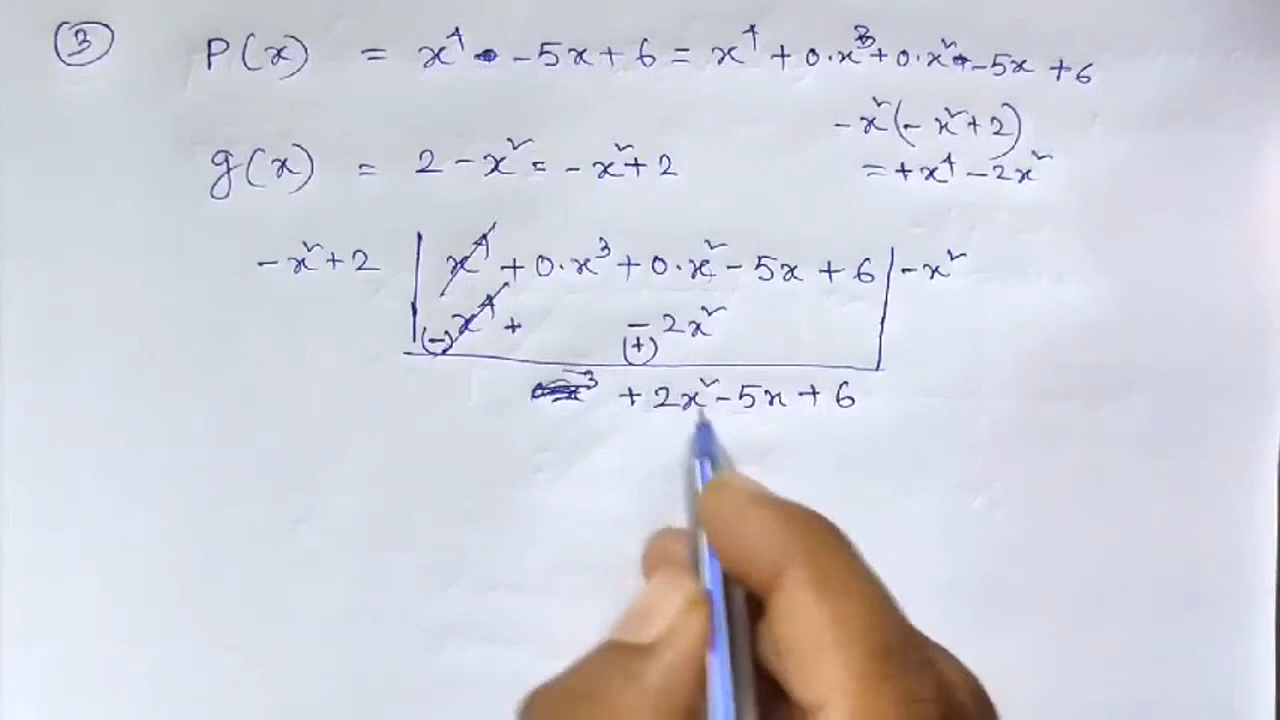 ③ P(x) = x⁴ - 5x + 6 = x⁴ + 0·x³ + 0·x² - 5x + 6
-x²(-x²+2)
g(x) = 2 - x² = -x² + 2
= +x⁴ - 2x²
-x²+2 | x⁴ + 0·x³ + 0·x² - 5x + 6 | -x²
x⁴ + - 2x²
(-) (+)
+ 2x² - 5x + 6